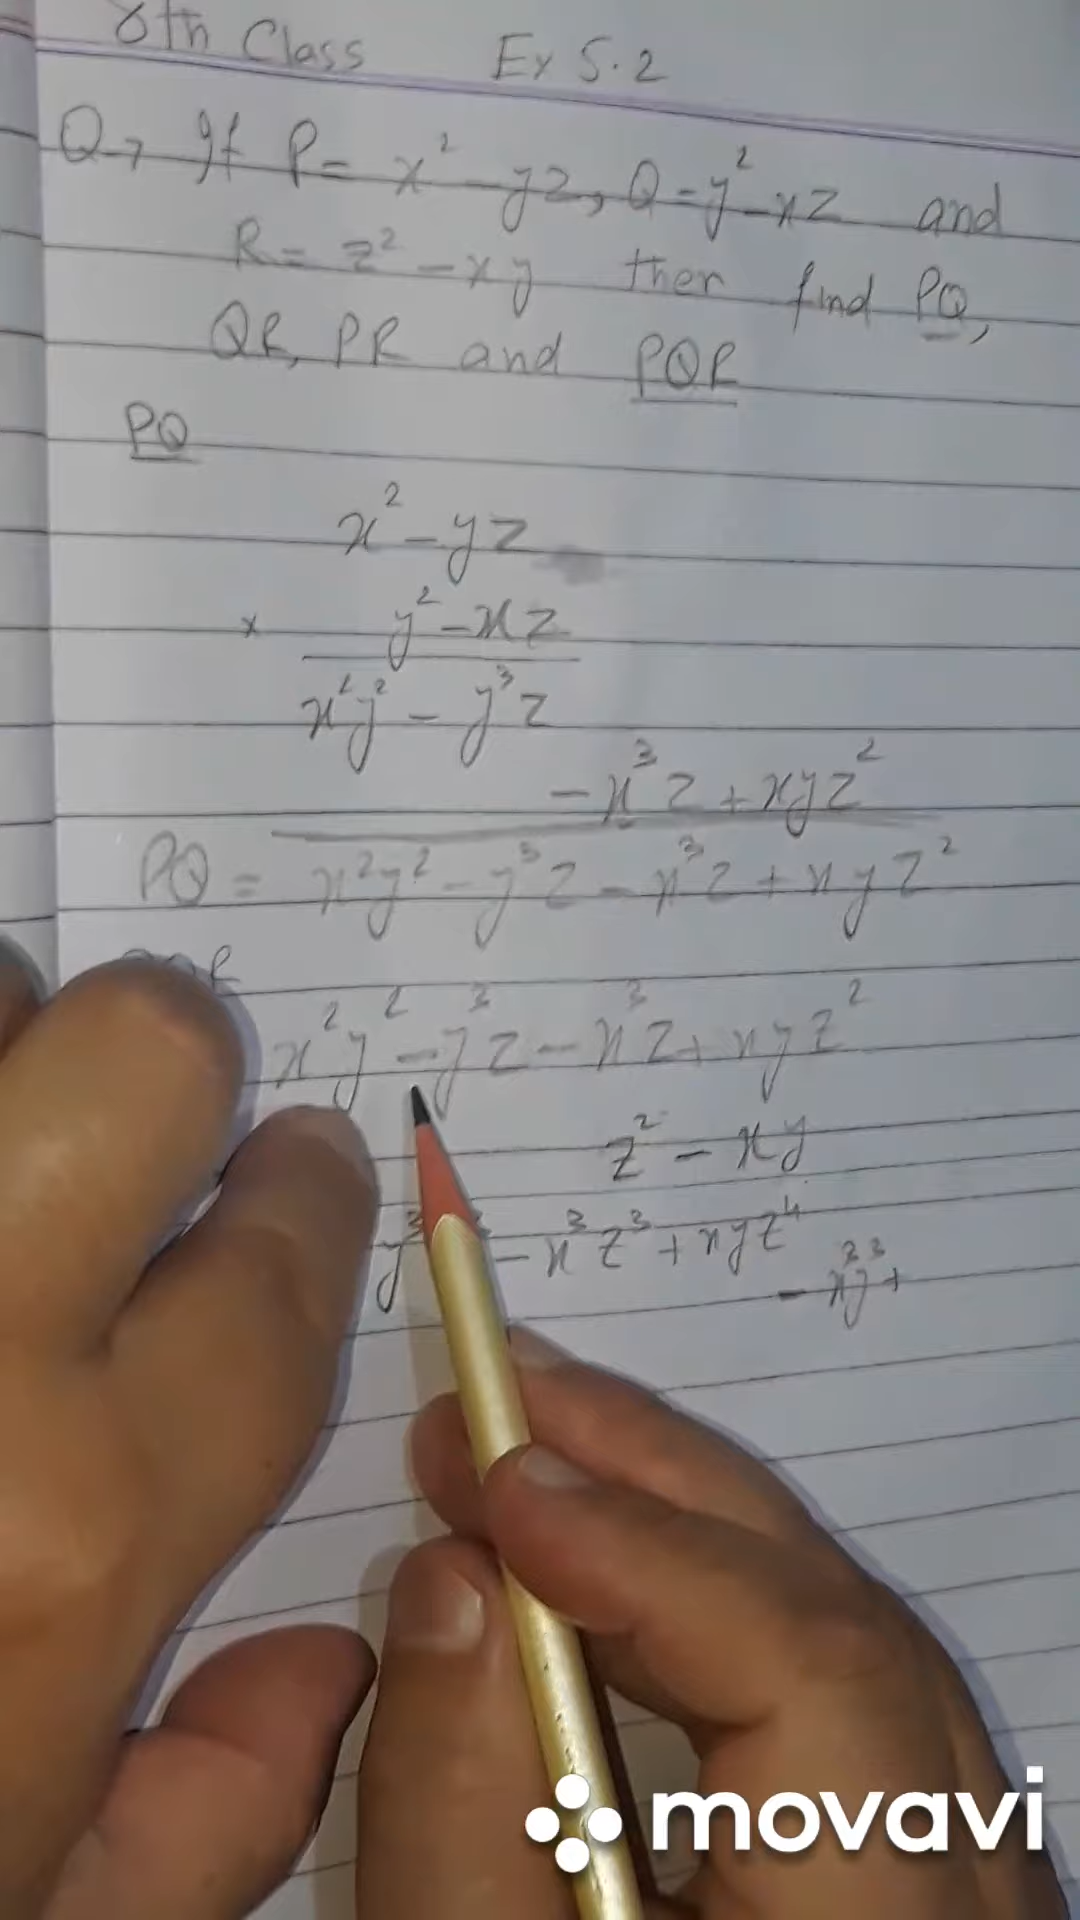 8th Class Ex 5.2
Q→ If P = x² - yz, Q = y² - xz and
R = z² - xy then find PQ,
QR, PR and PQR
PQ
x² - yz
× y² - xz
x²y² - y³z
- x³z + xyz²
PQ = x²y² - y³z - x³z + xyz²
x²y² - y³z - x³z + xyz²
z² - xy
- x³z³ + xyz⁴
- x³y³ +
movavi